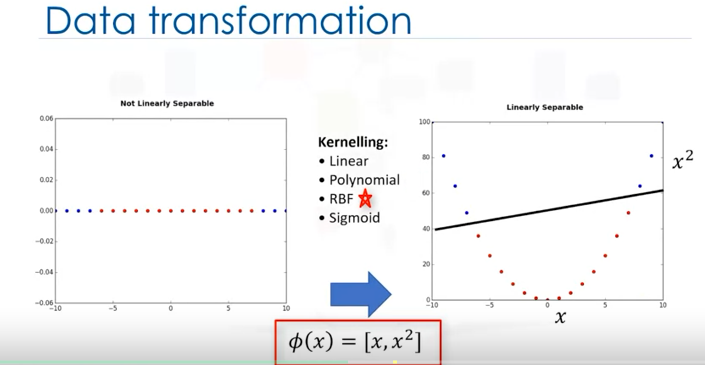 Data transformation
Not Linearly Separable
0.06
0.04
0.02
0.00
−0.02
−0.04
−0.06
−10 −5 0 5 10
Kernelling:
• Linear
• Polynomial
• RBF
• Sigmoid
Linearly Separable
100
80
60
40
20
0
−10 −5 0 5 10
x²
x
ϕ(x) = [x, x²]